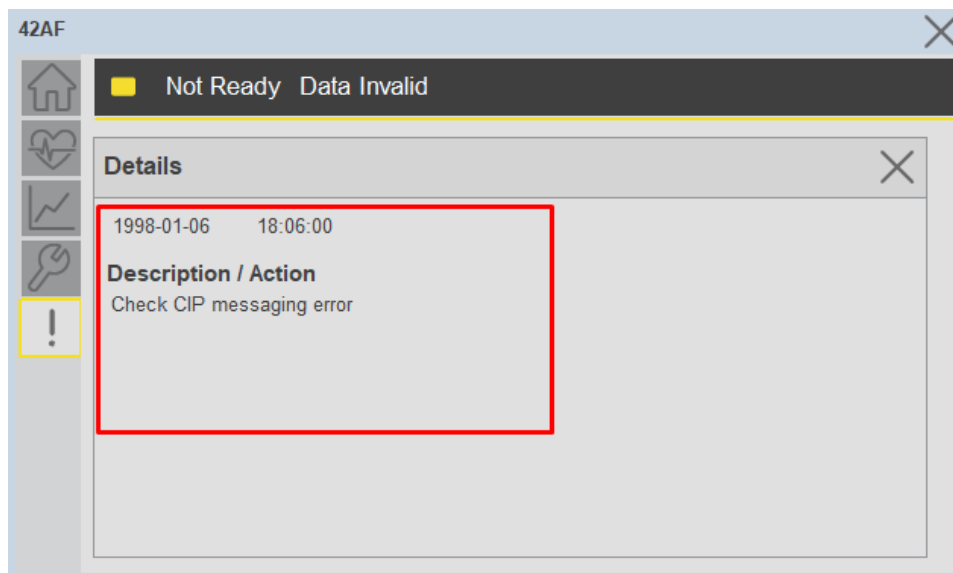 42AF
Not Ready Data Invalid
Details
1998-01-06 18:06:00
Description / Action
Check CIP messaging error